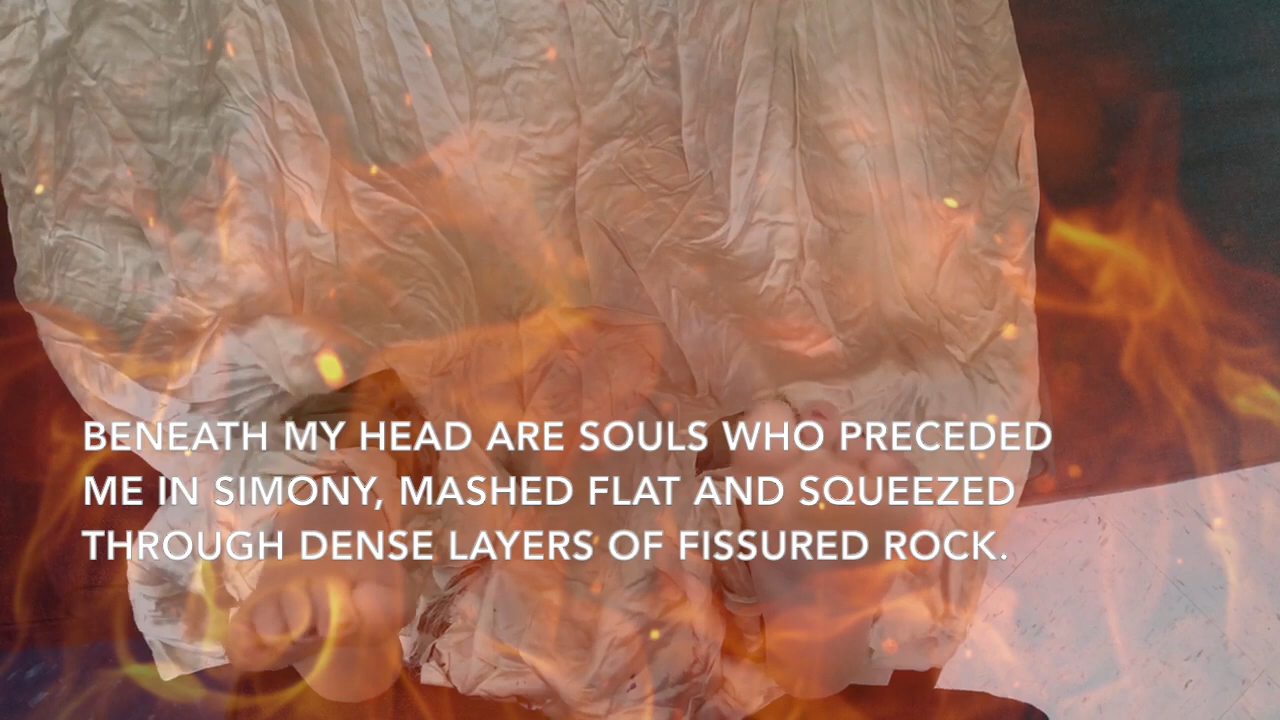 BENEATH MY HEAD ARE SOULS WHO PRECEDED
ME IN SIMONY, MASHED FLAT AND SQUEEZED
THROUGH DENSE LAYERS OF FISSURED ROCK.